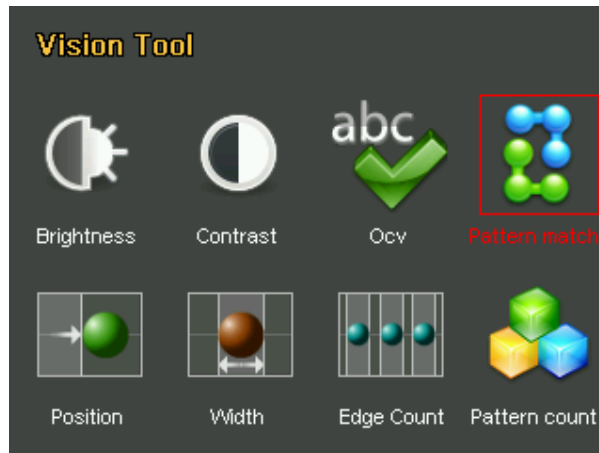 Vision Tool
abc
Brightness Contrast Ocv Pattern match
Position Width Edge Count Pattern count